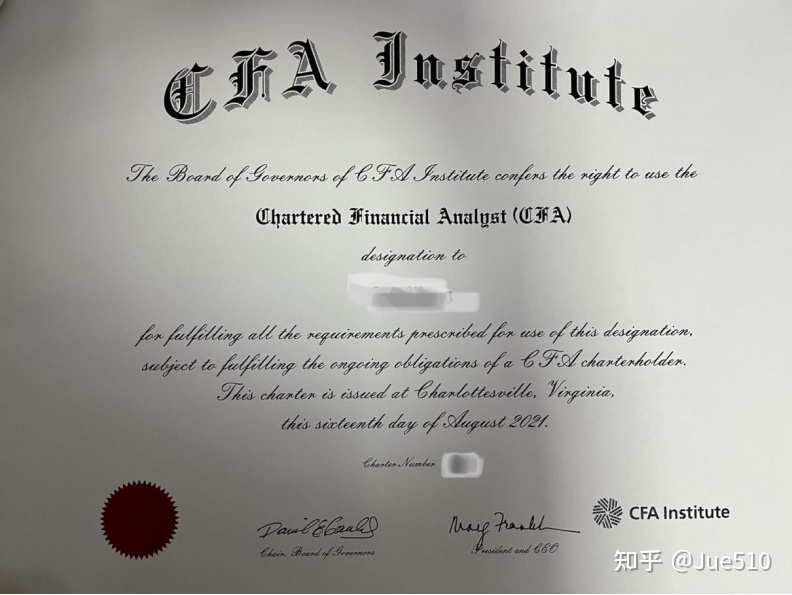 CFA Institute
The Board of Governors of CFA Institute confers the right to use the
Chartered Financial Analyst (CFA)
designation to
for fulfilling all the requirements prescribed for use of this designation,
subject to fulfilling the ongoing obligations of a CFA charterholder.
This charter is issued at Charlottesville, Virginia,
this sixteenth day of August 2021.
Charter Number
Chair, Board of Governors
President and CEO
CFA Institute
知乎 @Jue510